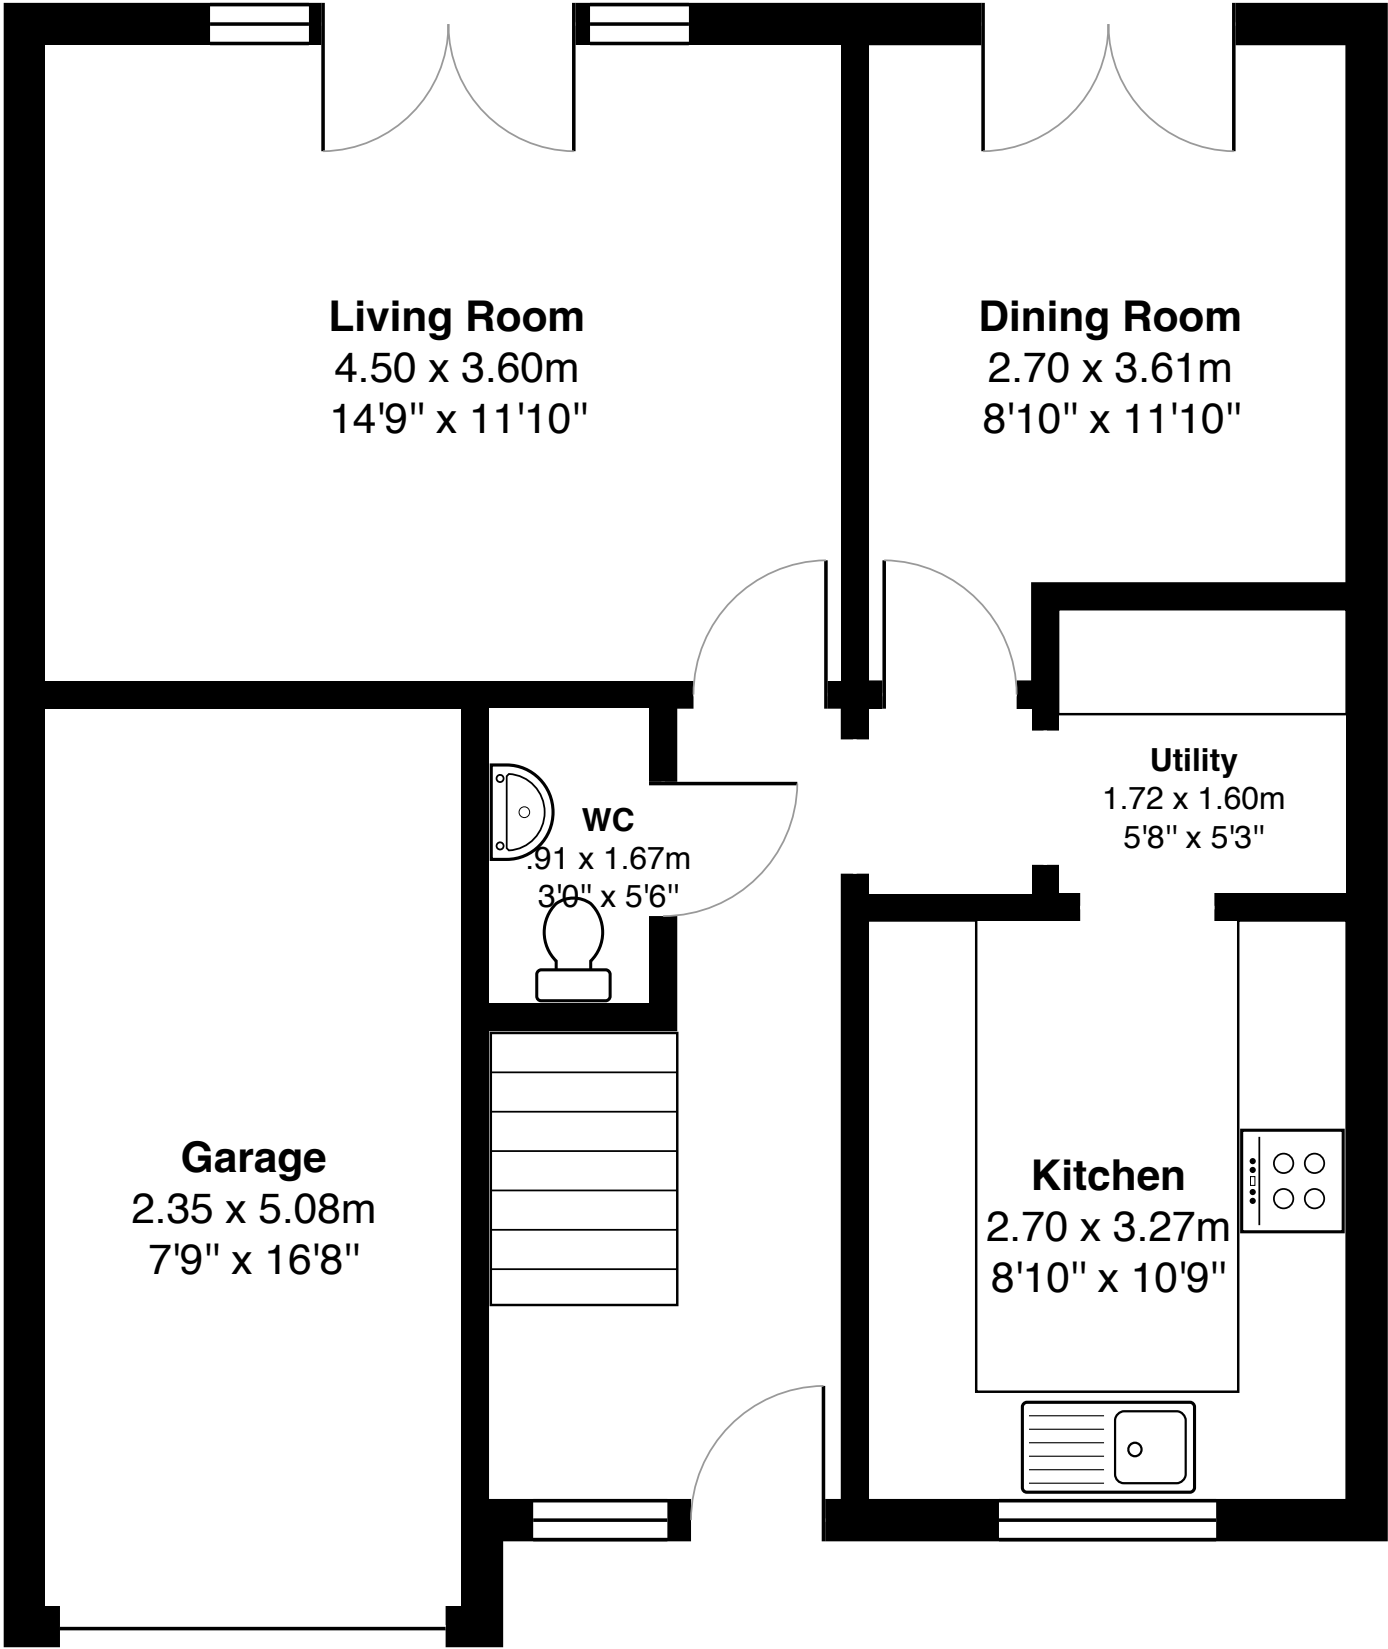 Living Room
4.50 x 3.60m
14'9" x 11'10"
Dining Room
2.70 x 3.61m
8'10" x 11'10"
Utility
1.72 x 1.60m
5'8" x 5'3"
WC
.91 x 1.67m
3'0" x 5'6"
Garage
2.35 x 5.08m
7'9" x 16'8"
Kitchen
2.70 x 3.27m
8'10" x 10'9"